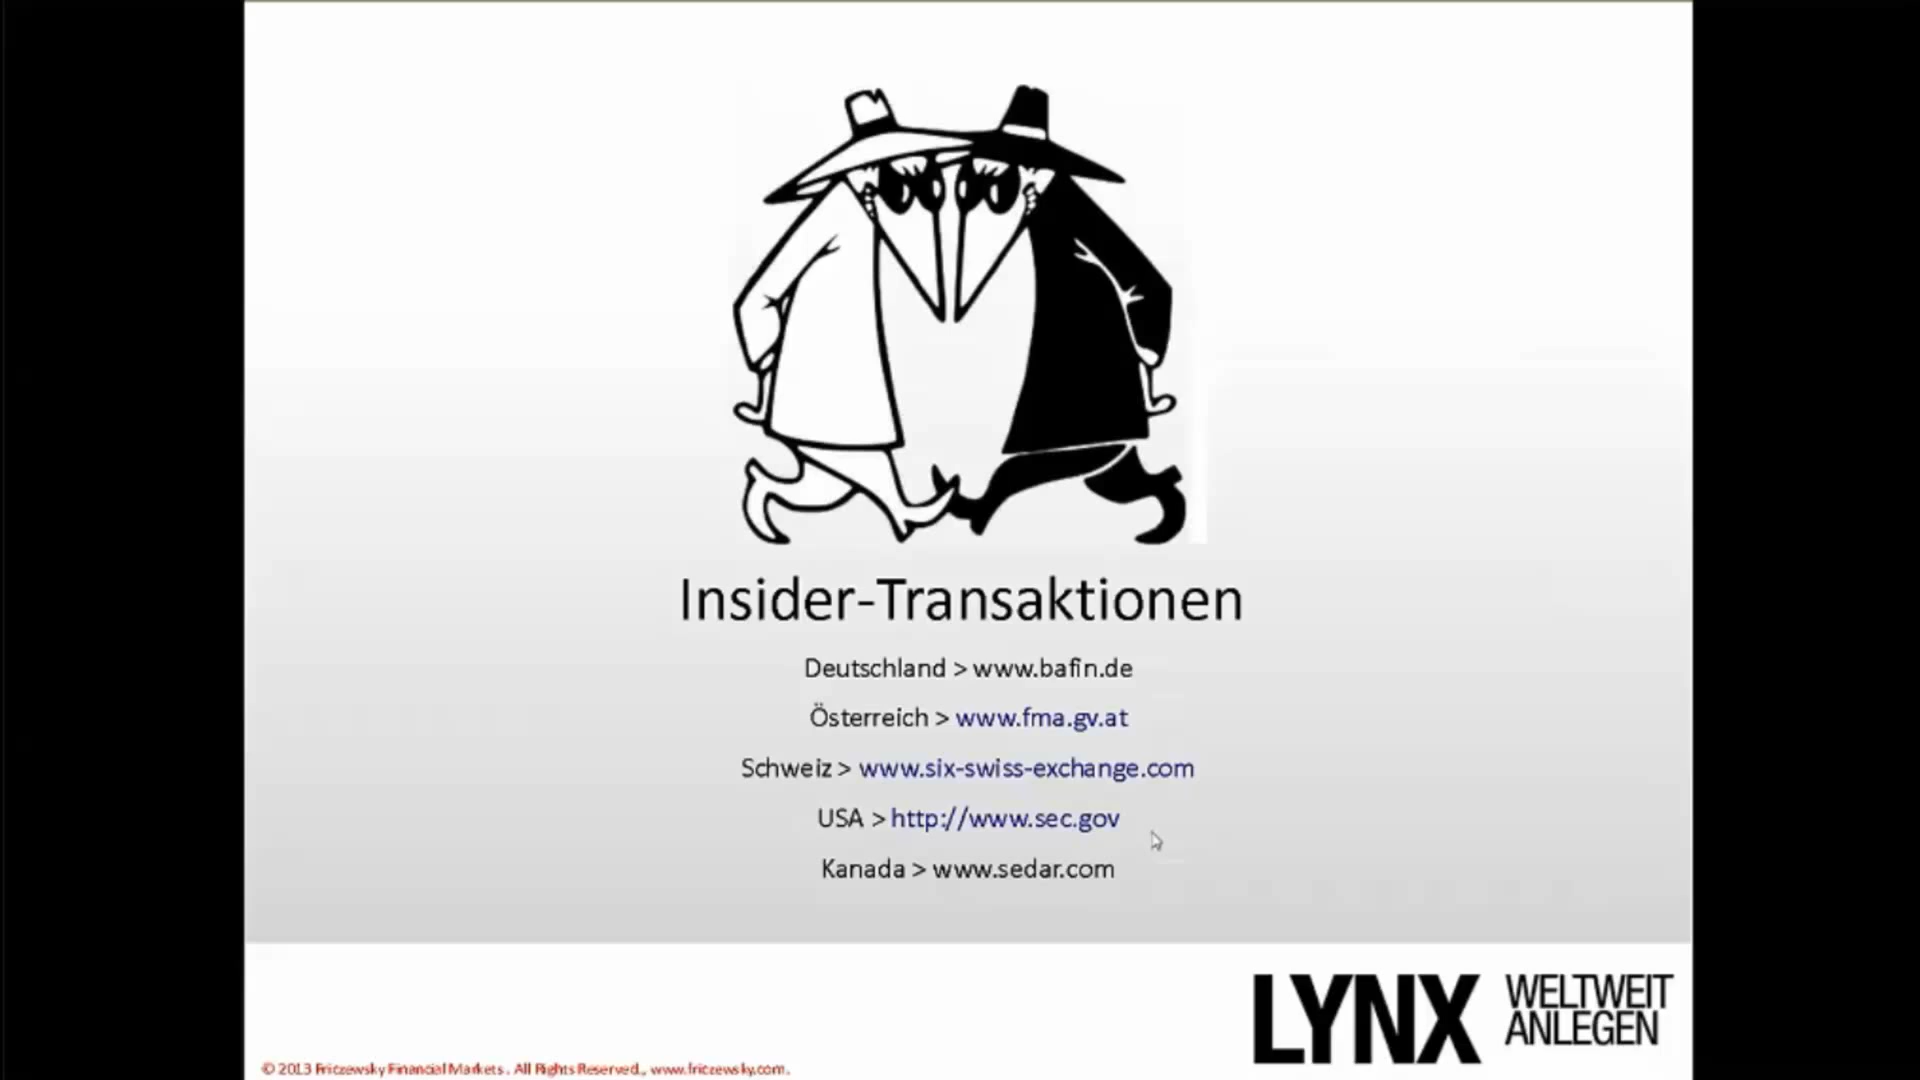 Insider-Transaktionen
Deutschland > www.bafin.de
Österreich > www.fma.gv.at
Schweiz > www.six-swiss-exchange.com
USA > http://www.sec.gov
Kanada > www.sedar.com
LYNX WELTWEIT
ANLEGEN
© 2013 Friczewsky Financial Markets . All Rights Reserved., www.friczewsky.com.